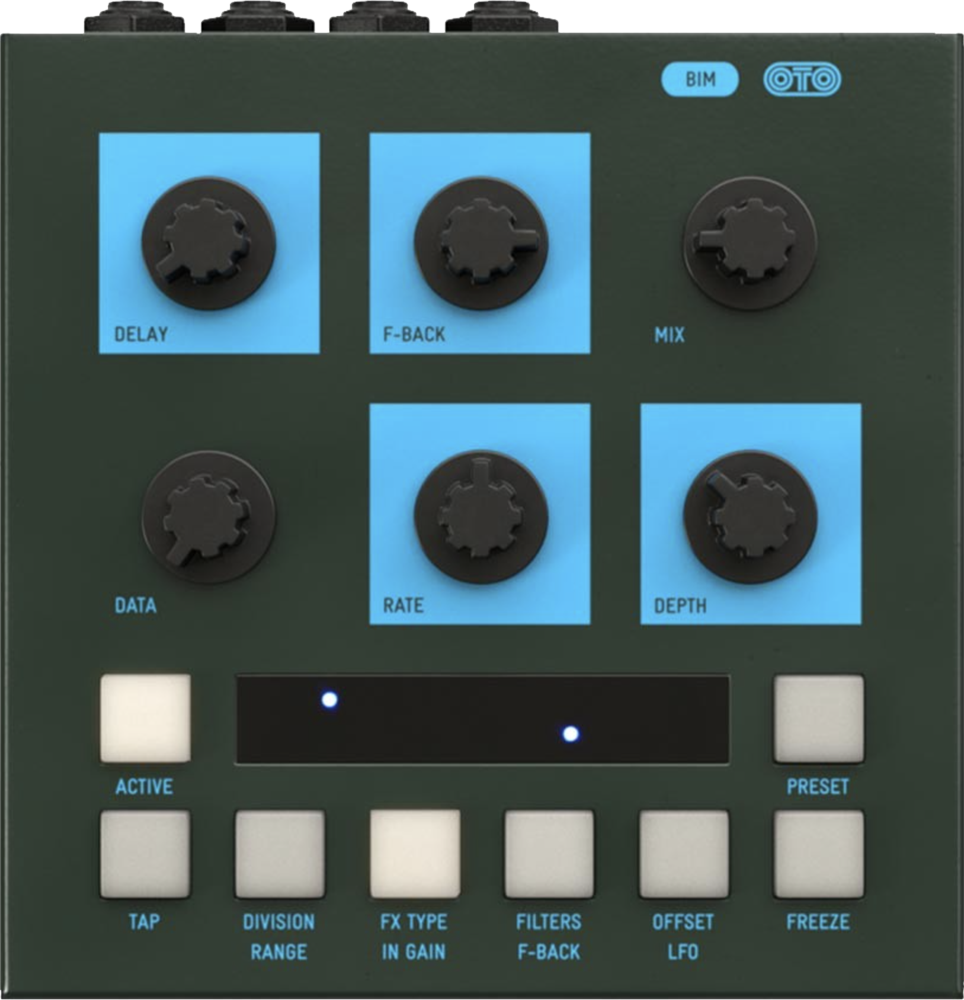 BIM OTO
DELAY F-BACK MIX
DATA RATE DEPTH
ACTIVE PRESET
TAP DIVISION FX TYPE FILTERS OFFSET FREEZE
RANGE IN GAIN F-BACK LFO